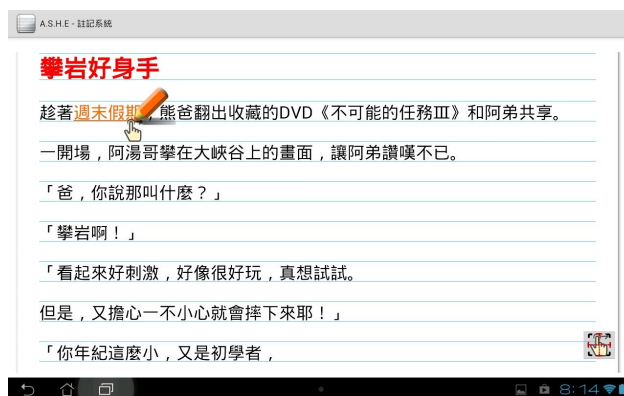 A.S.H.E - 註記系統
攀岩好身手
趁著週末假期，熊爸翻出收藏的DVD《不可能的任務Ⅲ》和阿弟共享。
一開場，阿湯哥攀在大峽谷上的畫面，讓阿弟讚嘆不已。
「爸，你說那叫什麼？」
「攀岩啊！」
「看起來好刺激，好像很好玩，真想試試。
但是，又擔心一不小心就會摔下來耶！」
「你年紀這麼小，又是初學者，
8:14